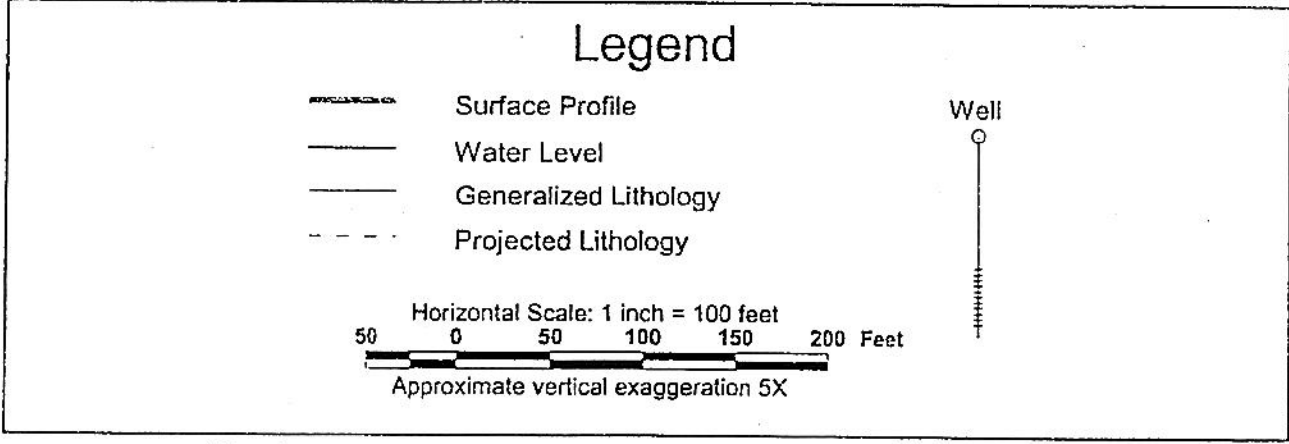 Legend
Surface Profile
Well
Water Level
Generalized Lithology
Projected Lithology
Horizontal Scale: 1 inch = 100 feet
50 0 50 100 150 200 Feet
Approximate vertical exaggeration 5X